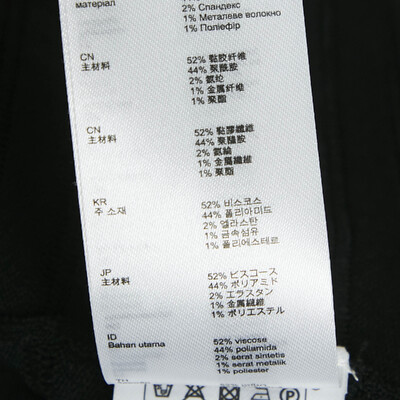 матеріал
2% Спандекс
1% Металеве волокно
1% Поліефір
CN
主材料
52% 黏胶纤维
44% 聚酰胺
2% 氨纶
1% 金属纤维
1% 聚酯
CN
主材料
52% 黏膠纖維
44% 聚醯胺
2% 氨綸
1% 金屬纖維
1% 聚酯
KR
주 소재
52% 비스코스
44% 폴리아미드
2% 엘라스탄
1% 금속섬유
1% 폴리에스테르
JP
主材料
52% ビスコース
44% ポリアミド
2% エラスタン
1% 金属繊維
1% ポリエステル
ID
Bahan utama
52% viscose
44% poliamida
2% serat sintetis
1% serat metalik
1% poliester